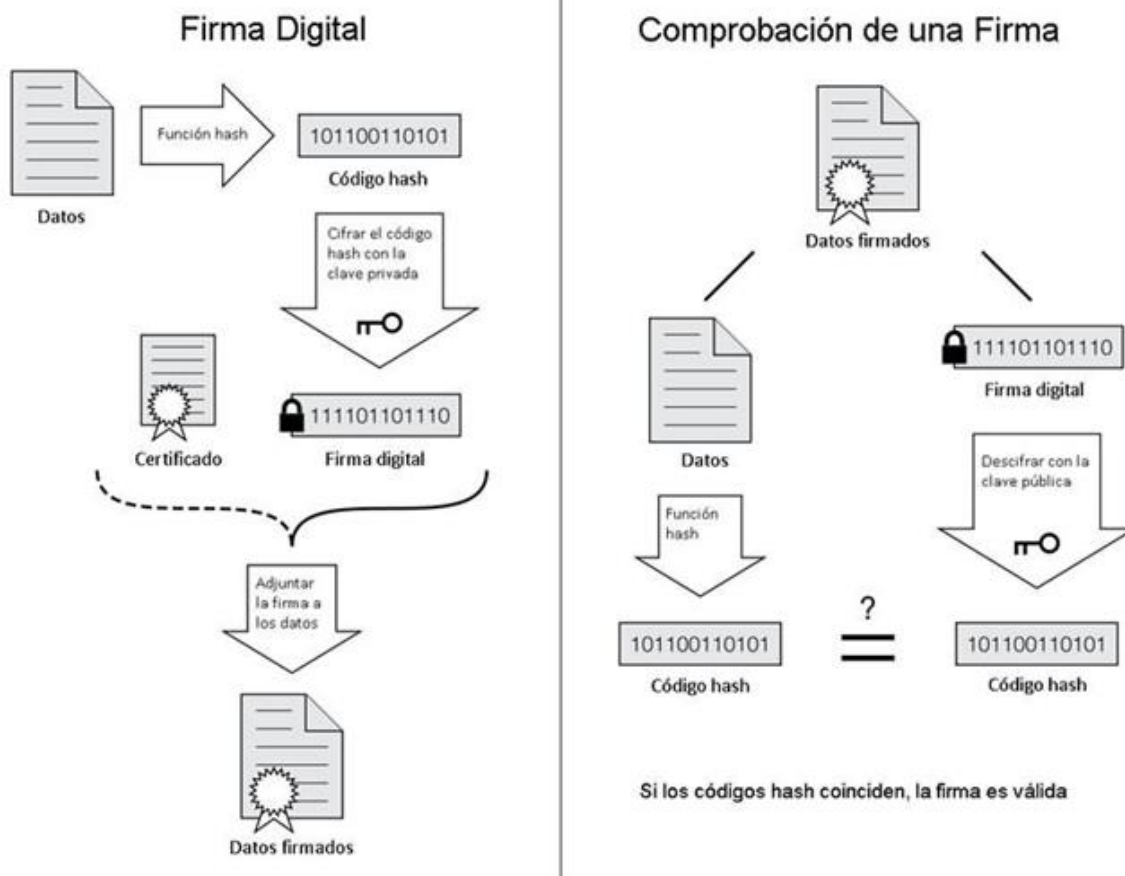 Firma Digital
Función hash
101100110101
Código hash
Datos
Cifrar el código
hash con la
clave privada
Certificado
111101101110
Firma digital
Adjuntar
la firma a
los datos
Datos firmados
Comprobación de una Firma
Datos firmados
Datos
111101101110
Firma digital
Función
hash
Descifrar con la
clave pública
101100110101
Código hash
?
=
101100110101
Código hash
Si los códigos hash coinciden, la firma es válida